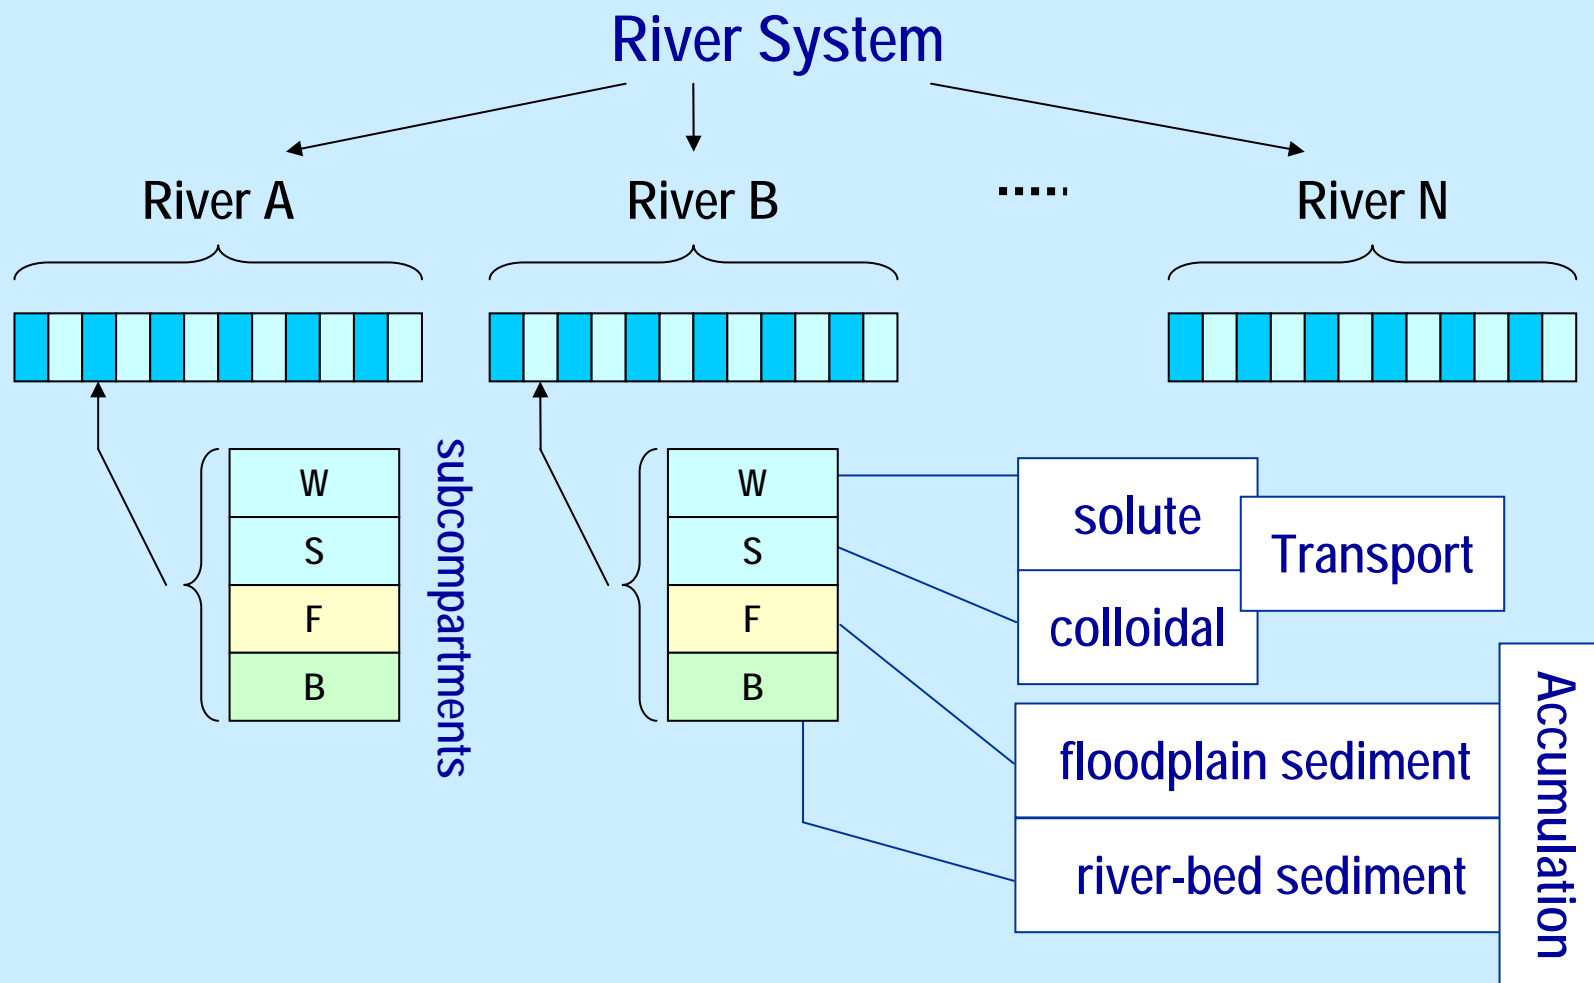 River System
River A
River B
.....
River N
W
S
F
B
subcompartments
W
S
F
B
solute
colloidal
Transport
floodplain sediment
river-bed sediment
Accumulation